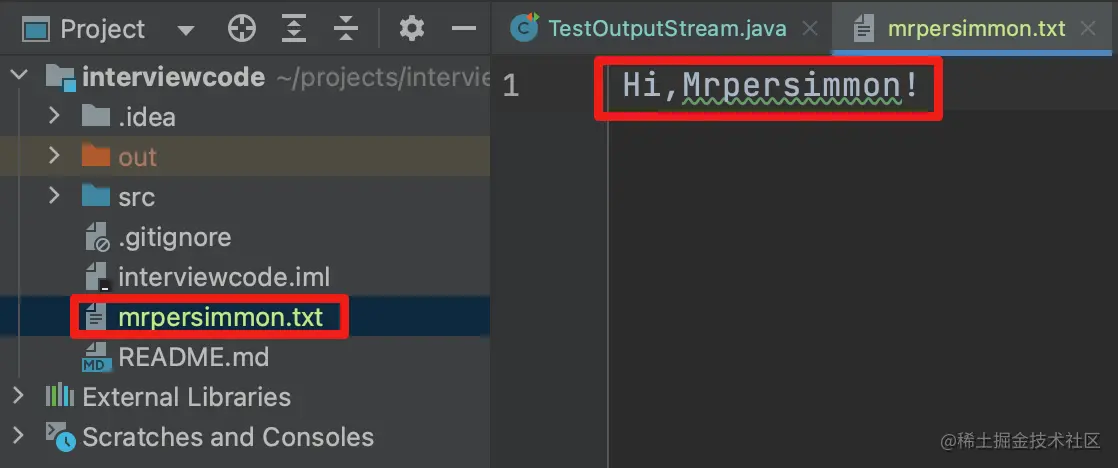 Project
TestOutputStream.java
mrpersimmon.txt
interviewcode ~/projects/intervie
1 Hi,Mrpersimmon!
.idea
out
src
.gitignore
interviewcode.iml
mrpersimmon.txt
MD README.md
External Libraries
Scratches and Consoles
@稀土掘金技术社区